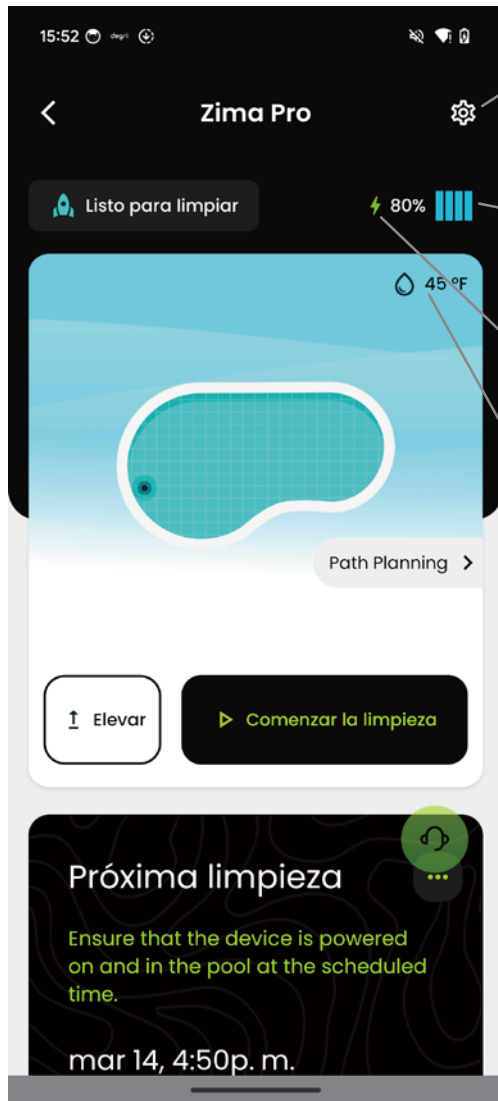 15:52
Zima Pro
Listo para limpiar
80%
45 °F
Path Planning
Elevar
Comenzar la limpieza
Próxima limpieza
Ensure that the device is powered
on and in the pool at the scheduled
time.
mar 14, 4:50p. m.